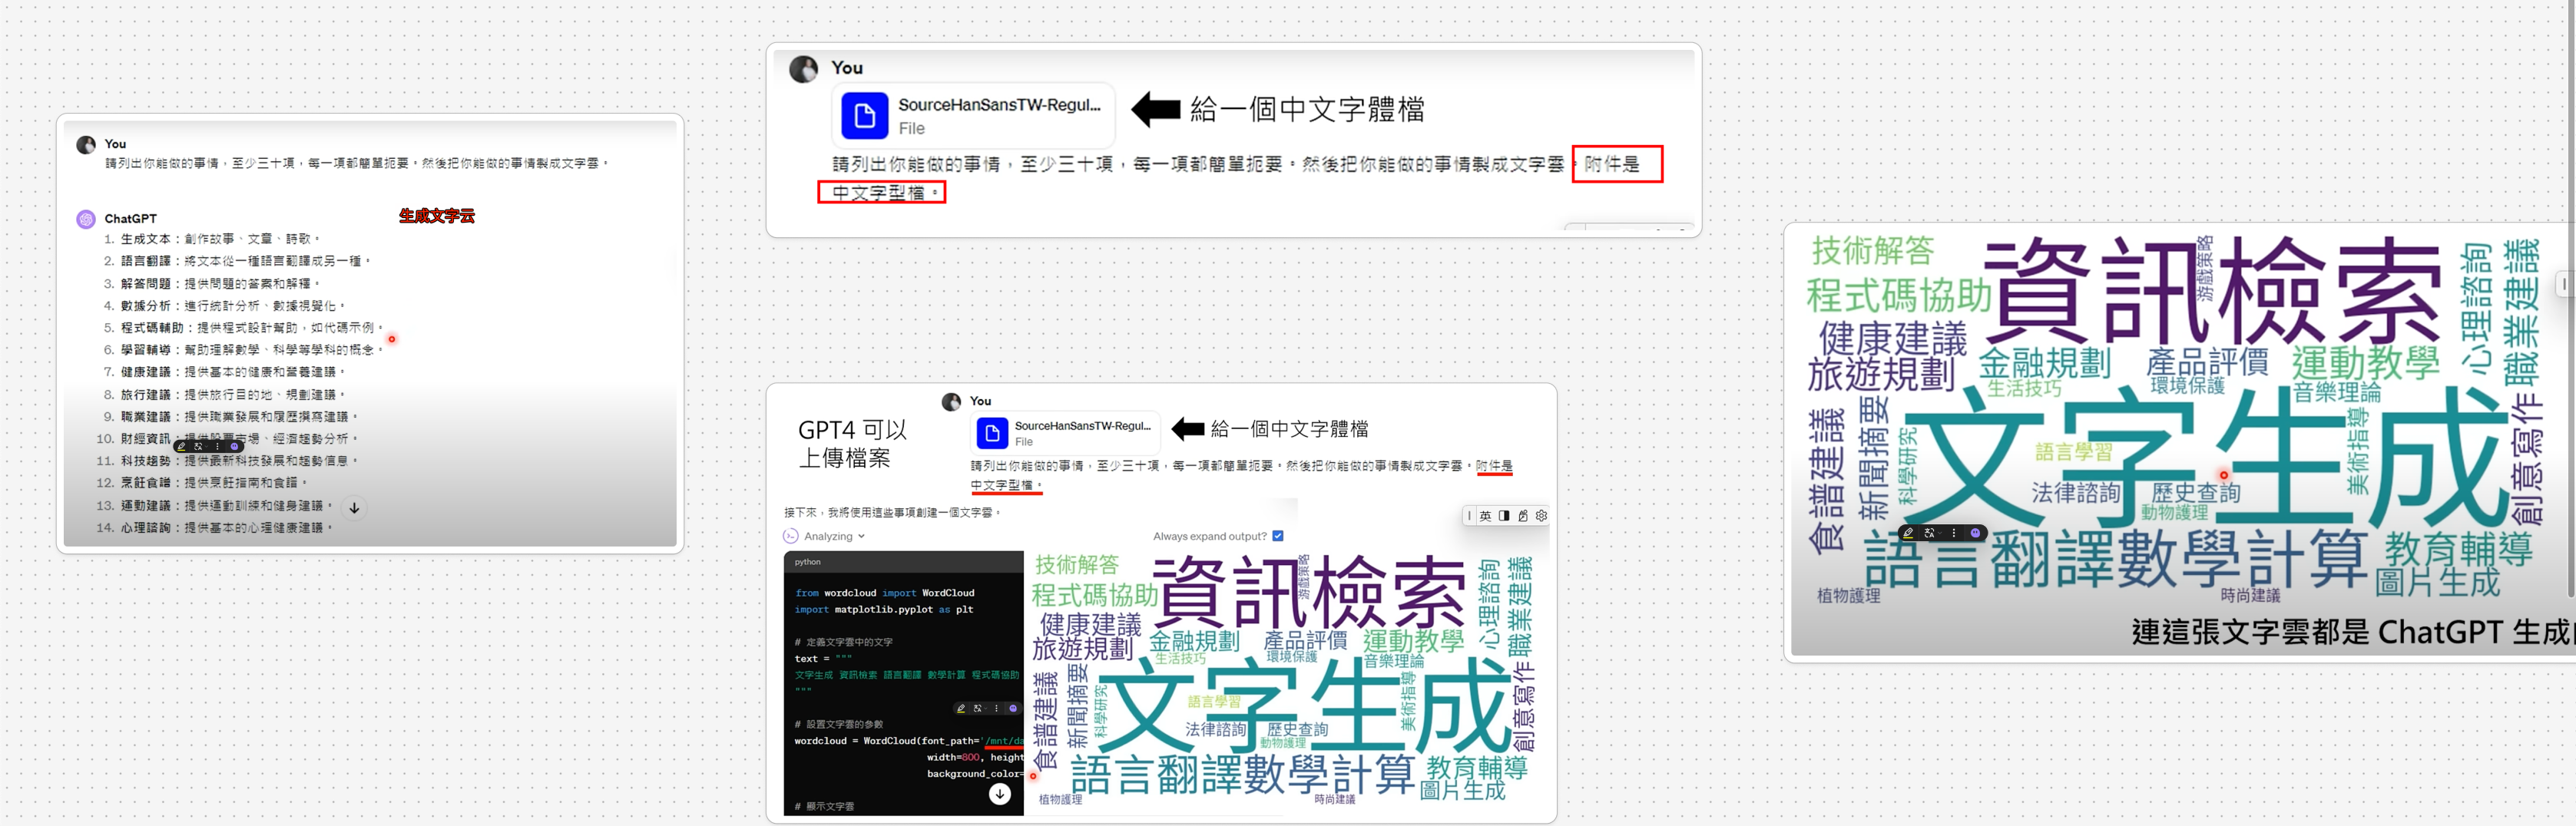 You
請列出你能做的事情，至少三十項，每一項都簡單扼要。然後把你能做的事情製成文字雲。
ChatGPT
生成文字云
1. 生成文本：創作故事、文章、詩歌。
2. 語言翻譯：將文本從一種語言翻譯成另一種。
3. 解答問題：提供問題的答案和解釋。
4. 數據分析：進行統計分析、數據視覺化。
5. 程式碼輔助：提供程式設計幫助，如代碼示例。
6. 學習輔導：幫助理解數學、科學等學科的概念。
7. 健康建議：提供基本的健康和營養建議。
8. 旅行建議：提供旅行目的地、規劃建議。
9. 職業建議：提供職業發展和履歷撰寫建議。
10. 財經資訊：提供股票市場、經濟趨勢分析。
11. 科技趨勢：提供最新科技發展和趨勢信息。
12. 烹飪食譜：提供烹飪指南和食譜。
13. 運動建議：提供運動訓練和健身建議。
14. 心理諮詢：提供基本的心理健康建議。
You
SourceHanSansTW-Regul...
File
給一個中文字體檔
請列出你能做的事情，至少三十項，每一項都簡單扼要。然後把你能做的事情製成文字雲。附件是
中文字型檔。
GPT4 可以
上傳檔案
You
SourceHanSansTW-Regul...
File
給一個中文字體檔
請列出你能做的事情，至少三十項，每一項都簡單扼要。然後把你能做的事情製成文字雲。附件是
中文字型檔。
接下來，我將使用這些事項創建一個文字雲。
英
Analyzing
Always expand output?
python
from wordcloud import WordCloud
import matplotlib.pyplot as plt
# 定義文字雲中的文字
text = """
文字生成 資訊檢索 語言翻譯 數學計算 程式碼協助
"""
# 設置文字雲的參數
wordcloud = WordCloud(font_path='/mnt/da
width=800, height
background_color=
# 顯示文字雲
技術解答
資訊檢索
遊戲策略
心理諮詢
職業建議
程式碼協助
健康建議
旅遊規劃
金融規劃
產品評價
運動教學
生活技巧
環境保護
音樂理論
食譜建議
新聞摘要
科學研究
文字生成
語言學習
美術指導
創意寫作
法律諮詢
歷史查詢
動物護理
語言翻譯
數學計算
教育輔導
圖片生成
植物護理
時尚建議
技術解答
資訊檢索
遊戲策略
心理諮詢
職業建議
程式碼協助
健康建議
旅遊規劃
金融規劃
產品評價
運動教學
生活技巧
環境保護
音樂理論
食譜建議
新聞摘要
科學研究
文字生成
語言學習
美術指導
創意寫作
法律諮詢
歷史查詢
動物護理
語言翻譯
數學計算
教育輔導
圖片生成
植物護理
時尚建議
連這張文字雲都是 ChatGPT 生成